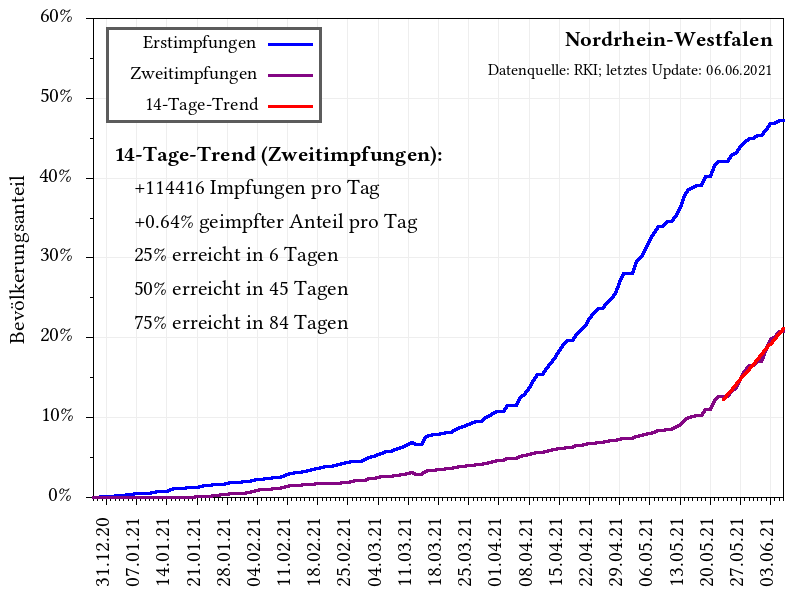 60%
50%
40%
30%
20%
10%
0%
Bevölkerungsanteil
Erstimpfungen
Zweitimpfungen
14-Tage-Trend
Nordrhein-Westfalen
Datenquelle: RKI; letztes Update: 06.06.2021
14-Tage-Trend (Zweitimpfungen):
+114416 Impfungen pro Tag
+0.64% geimpfter Anteil pro Tag
25% erreicht in 6 Tagen
50% erreicht in 45 Tagen
75% erreicht in 84 Tagen
31.12.20
07.01.21
14.01.21
21.01.21
28.01.21
04.02.21
11.02.21
18.02.21
25.02.21
04.03.21
11.03.21
18.03.21
25.03.21
01.04.21
08.04.21
15.04.21
22.04.21
29.04.21
06.05.21
13.05.21
20.05.21
27.05.21
03.06.21